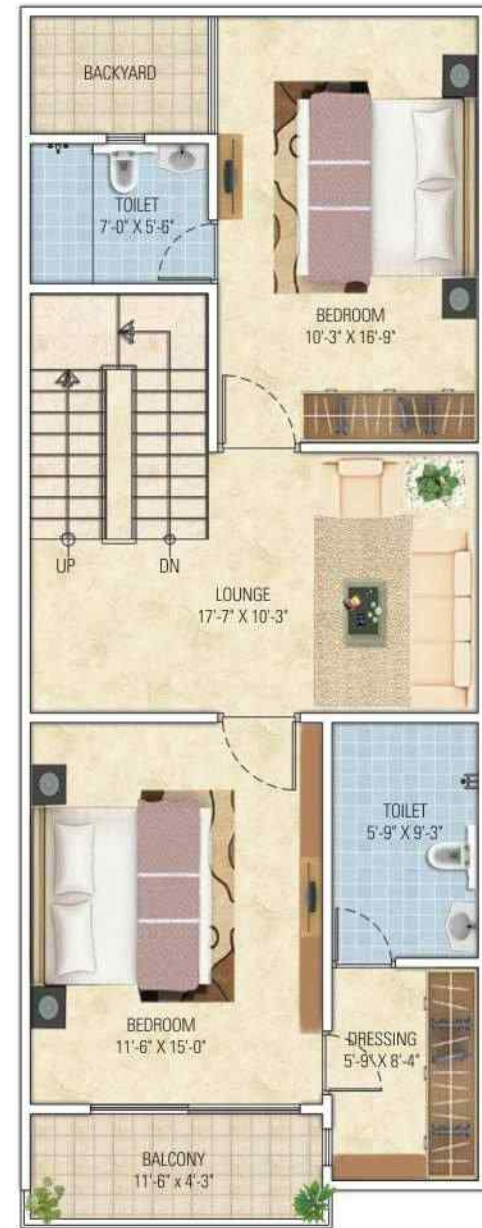 BACKYARD
TOILET
7'-0" X 5'-6"
BEDROOM
10'-3" X 16'-9"
UP
DN
LOUNGE
17'-7" X 10'-3"
TOILET
5'-9" X 9'-3"
BEDROOM
11'-6" X 15'-0"
DRESSING
5'-9" X 8'-4"
BALCONY
11'-6" x 4'-3"